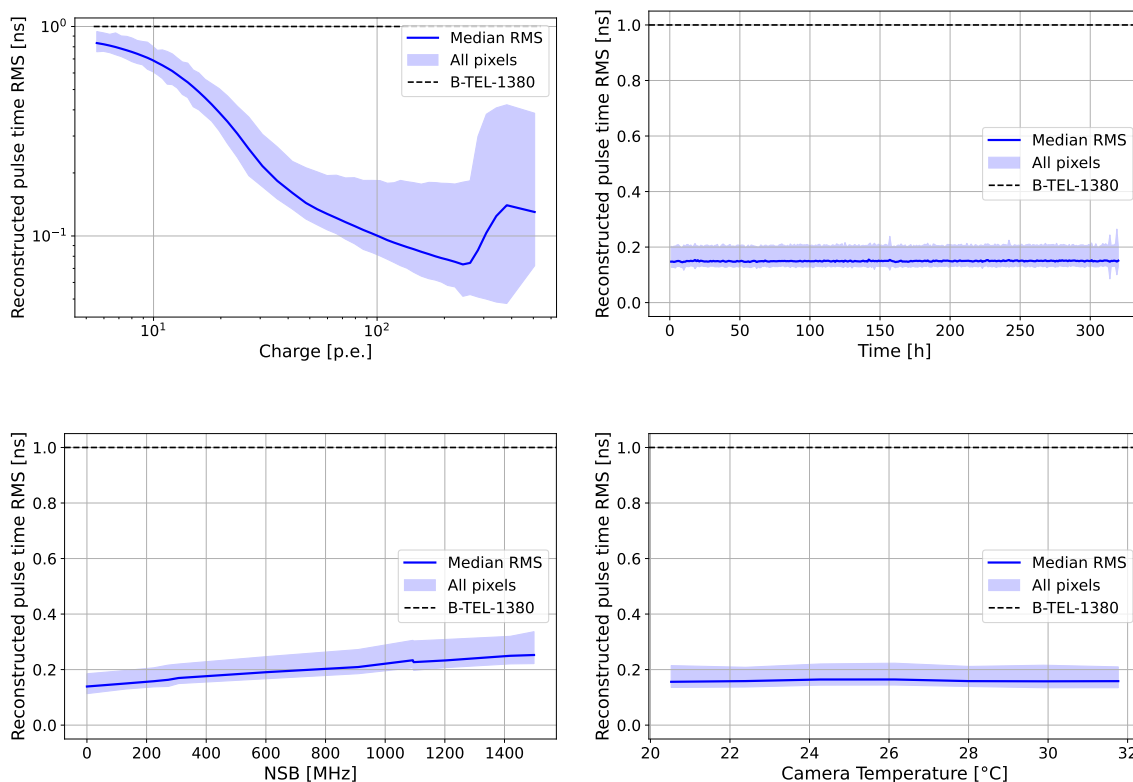 Reconstructed pulse time RMS [ns]
10⁰
10⁻¹
Median RMS
All pixels
B-TEL-1380
10¹
10²
Charge [p.e.]
Reconstructed pulse time RMS [ns]
1.0
0.8
0.6
0.4
0.2
0.0
Median RMS
All pixels
B-TEL-1380
0 50 100 150 200 250 300
Time [h]
Reconstructed pulse time RMS [ns]
1.0
0.8
0.6
0.4
0.2
0.0
Median RMS
All pixels
B-TEL-1380
0 200 400 600 800 1000 1200 1400
NSB [MHz]
Reconstructed pulse time RMS [ns]
1.0
0.8
0.6
0.4
0.2
0.0
Median RMS
All pixels
B-TEL-1380
20 22 24 26 28 30 32
Camera Temperature [°C]